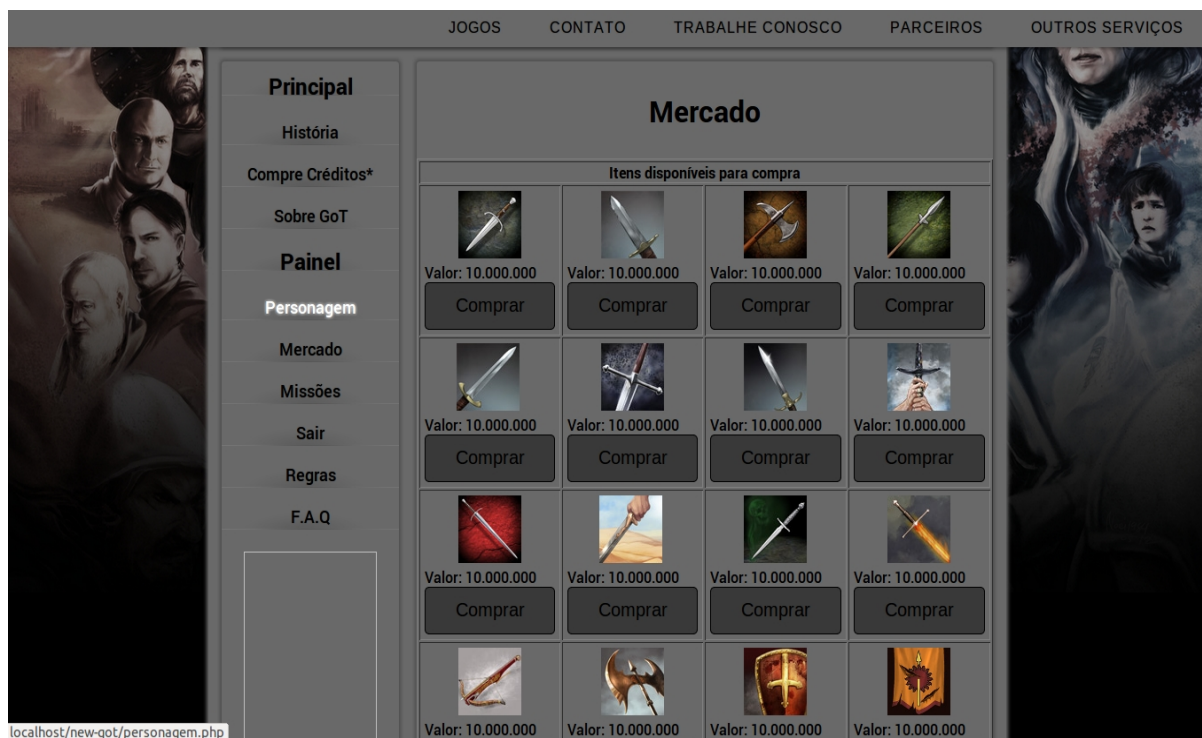 JOGOS CONTATO TRABALHE CONOSCO PARCEIROS OUTROS SERVIÇOS
Principal
História
Compre Créditos*
Sobre GoT
Painel
Personagem
Mercado
Missões
Sair
Regras
F.A.Q
Mercado
Itens disponíveis para compra
Valor: 10.000.000 Valor: 10.000.000 Valor: 10.000.000 Valor: 10.000.000
Comprar Comprar Comprar Comprar
Valor: 10.000.000 Valor: 10.000.000 Valor: 10.000.000 Valor: 10.000.000
Comprar Comprar Comprar Comprar
Valor: 10.000.000 Valor: 10.000.000 Valor: 10.000.000 Valor: 10.000.000
Comprar Comprar Comprar Comprar
Valor: 10.000.000 Valor: 10.000.000 Valor: 10.000.000 Valor: 10.000.000
localhost/new-got/personagem.php